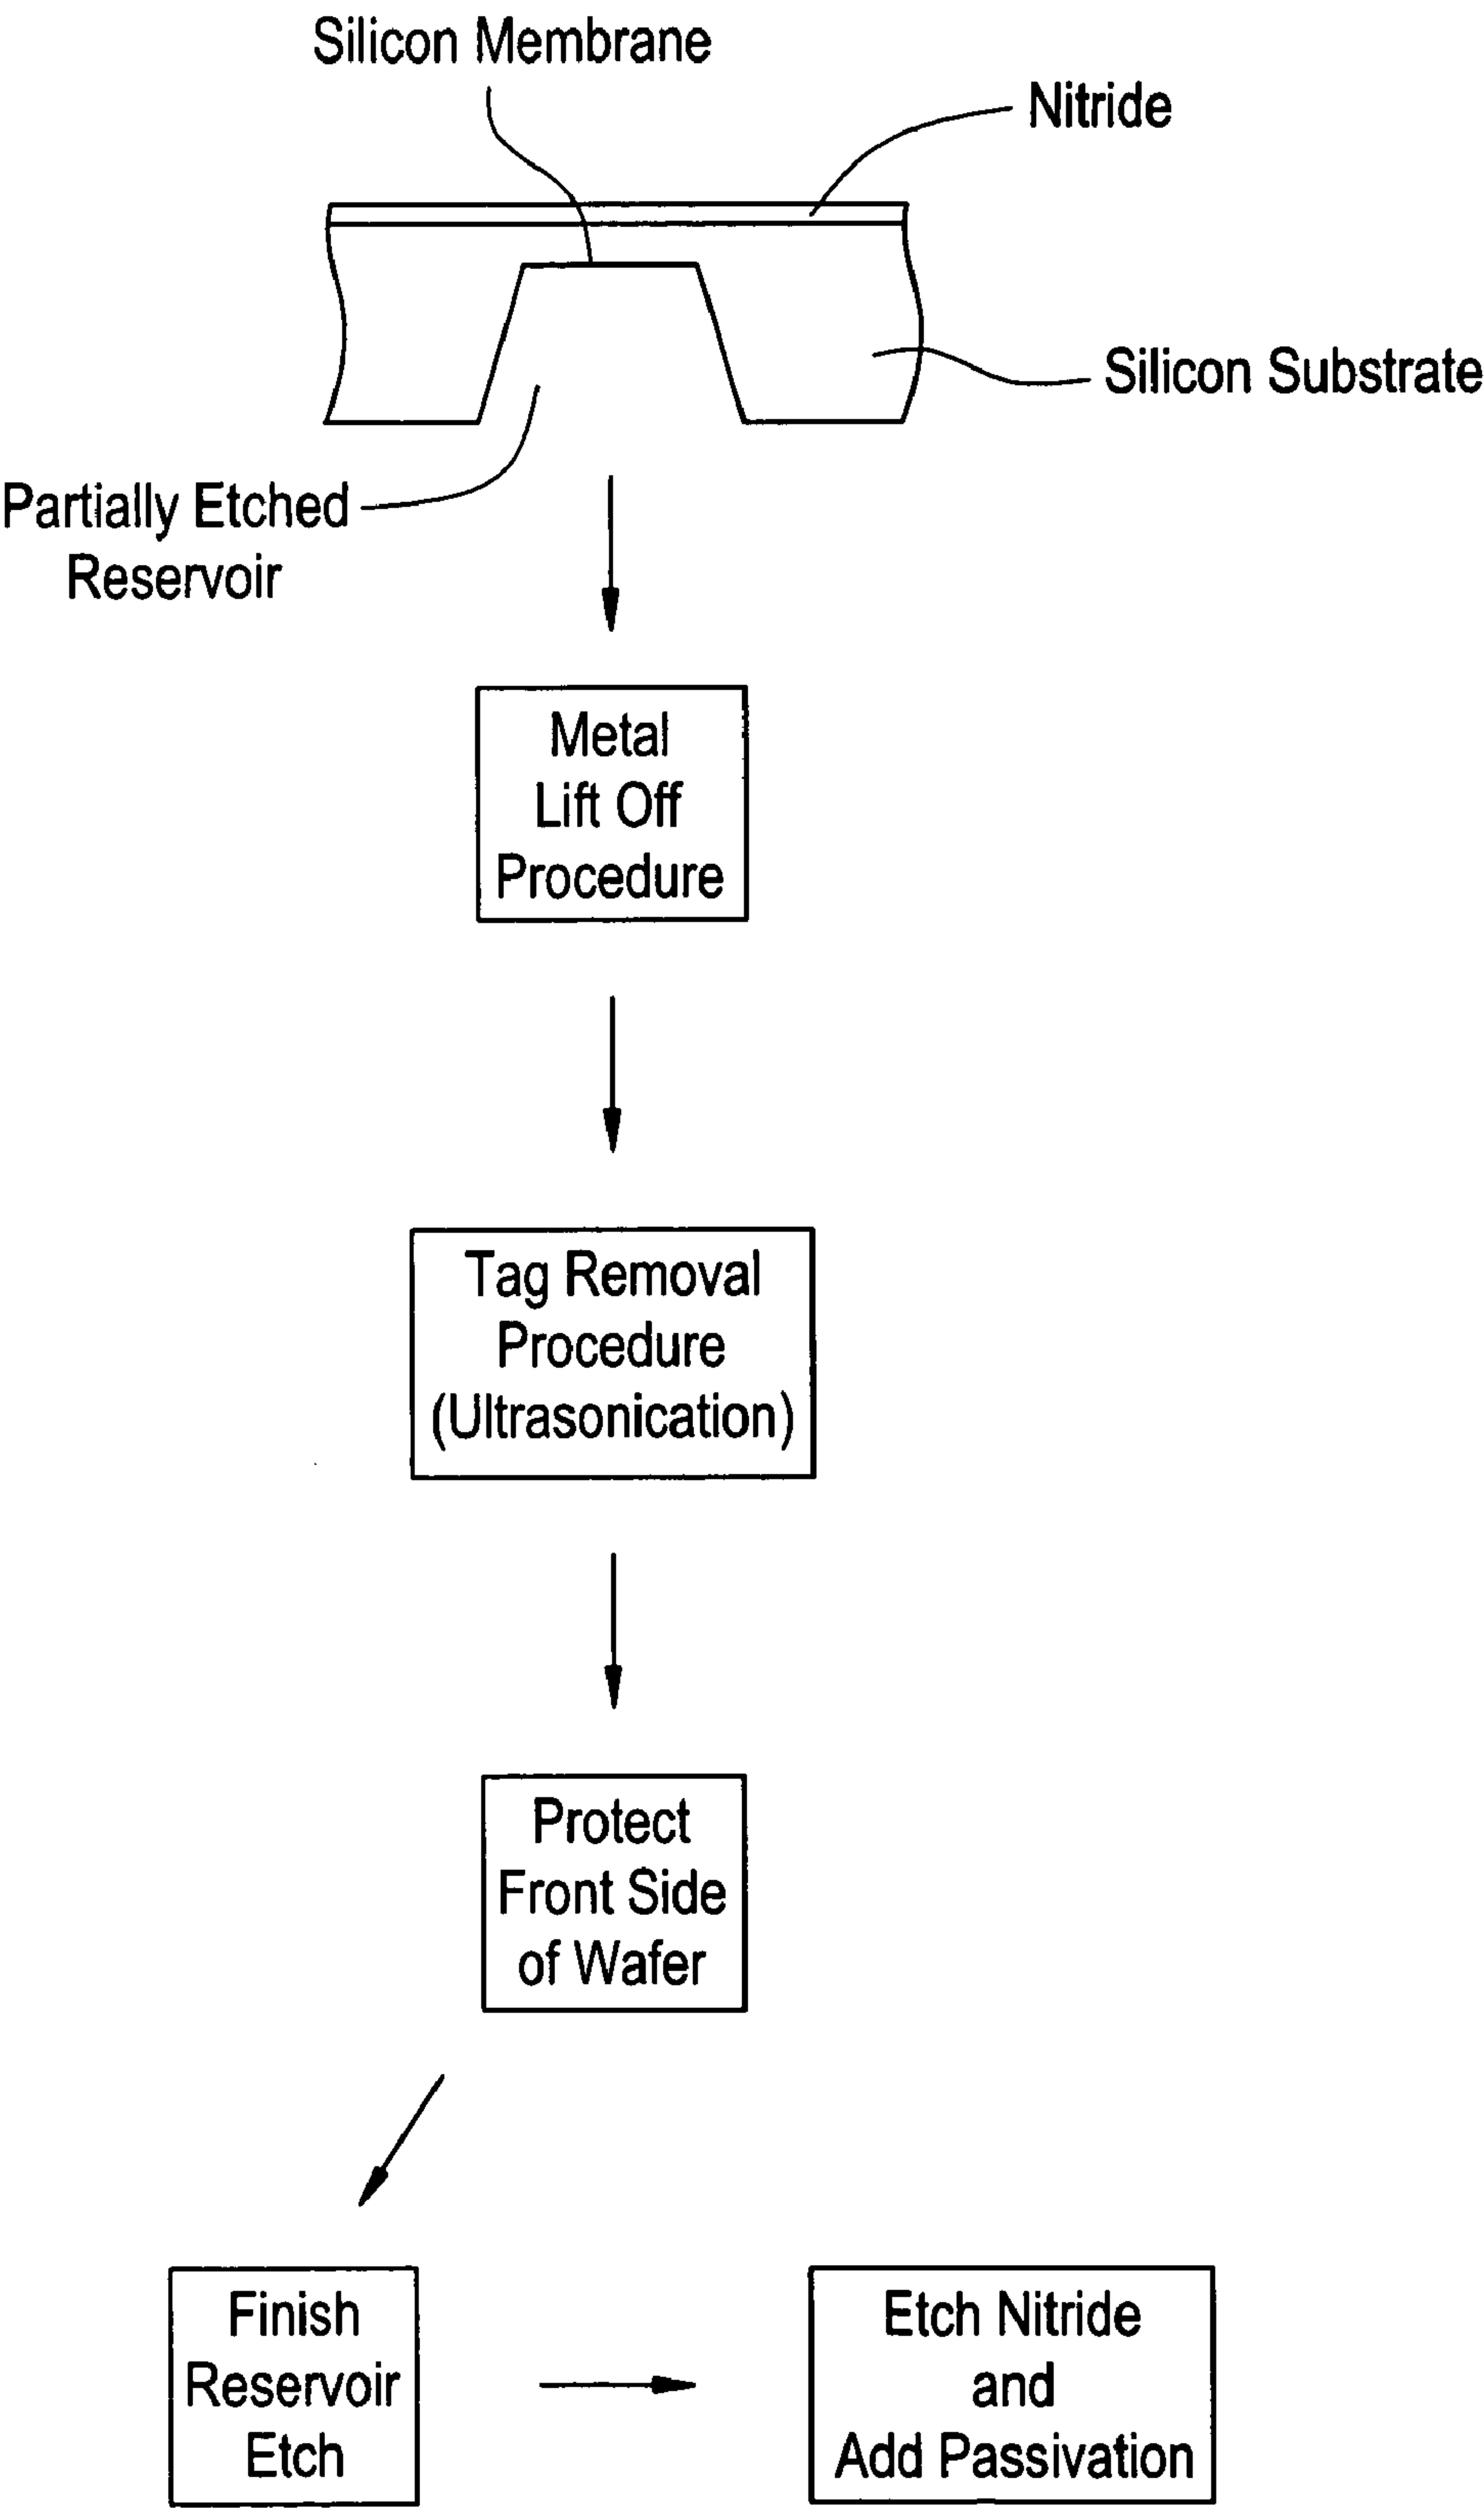 Silicon Membrane
Nitride
Silicon Substrate
Partially Etched
Reservoir
Metal
Lift Off
Procedure
Tag Removal
Procedure
(Ultrasonication)
Protect
Front Side
of Wafer
Finish
Reservoir
Etch
Etch Nitride
and
Add Passivation